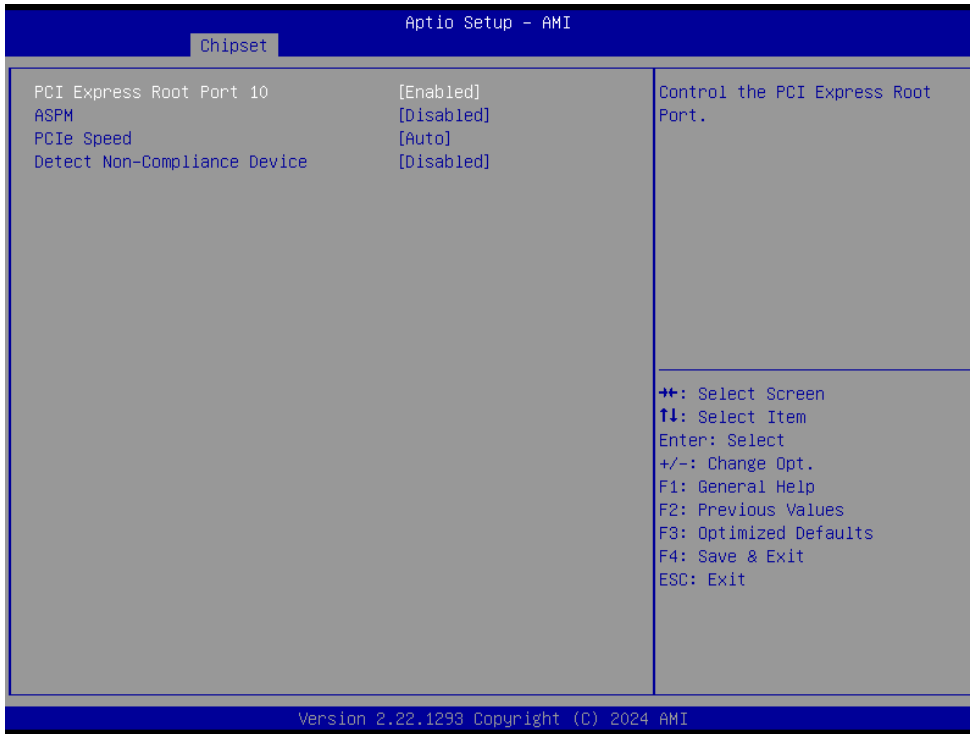 Aptio Setup – AMI
Chipset
PCI Express Root Port 10 [Enabled]
ASPM [Disabled]
PCIe Speed [Auto]
Detect Non-Compliance Device [Disabled]
Control the PCI Express Root
Port.
→←: Select Screen
↑↓: Select Item
Enter: Select
+/-: Change Opt.
F1: General Help
F2: Previous Values
F3: Optimized Defaults
F4: Save & Exit
ESC: Exit
Version 2.22.1293 Copyright (C) 2024 AMI